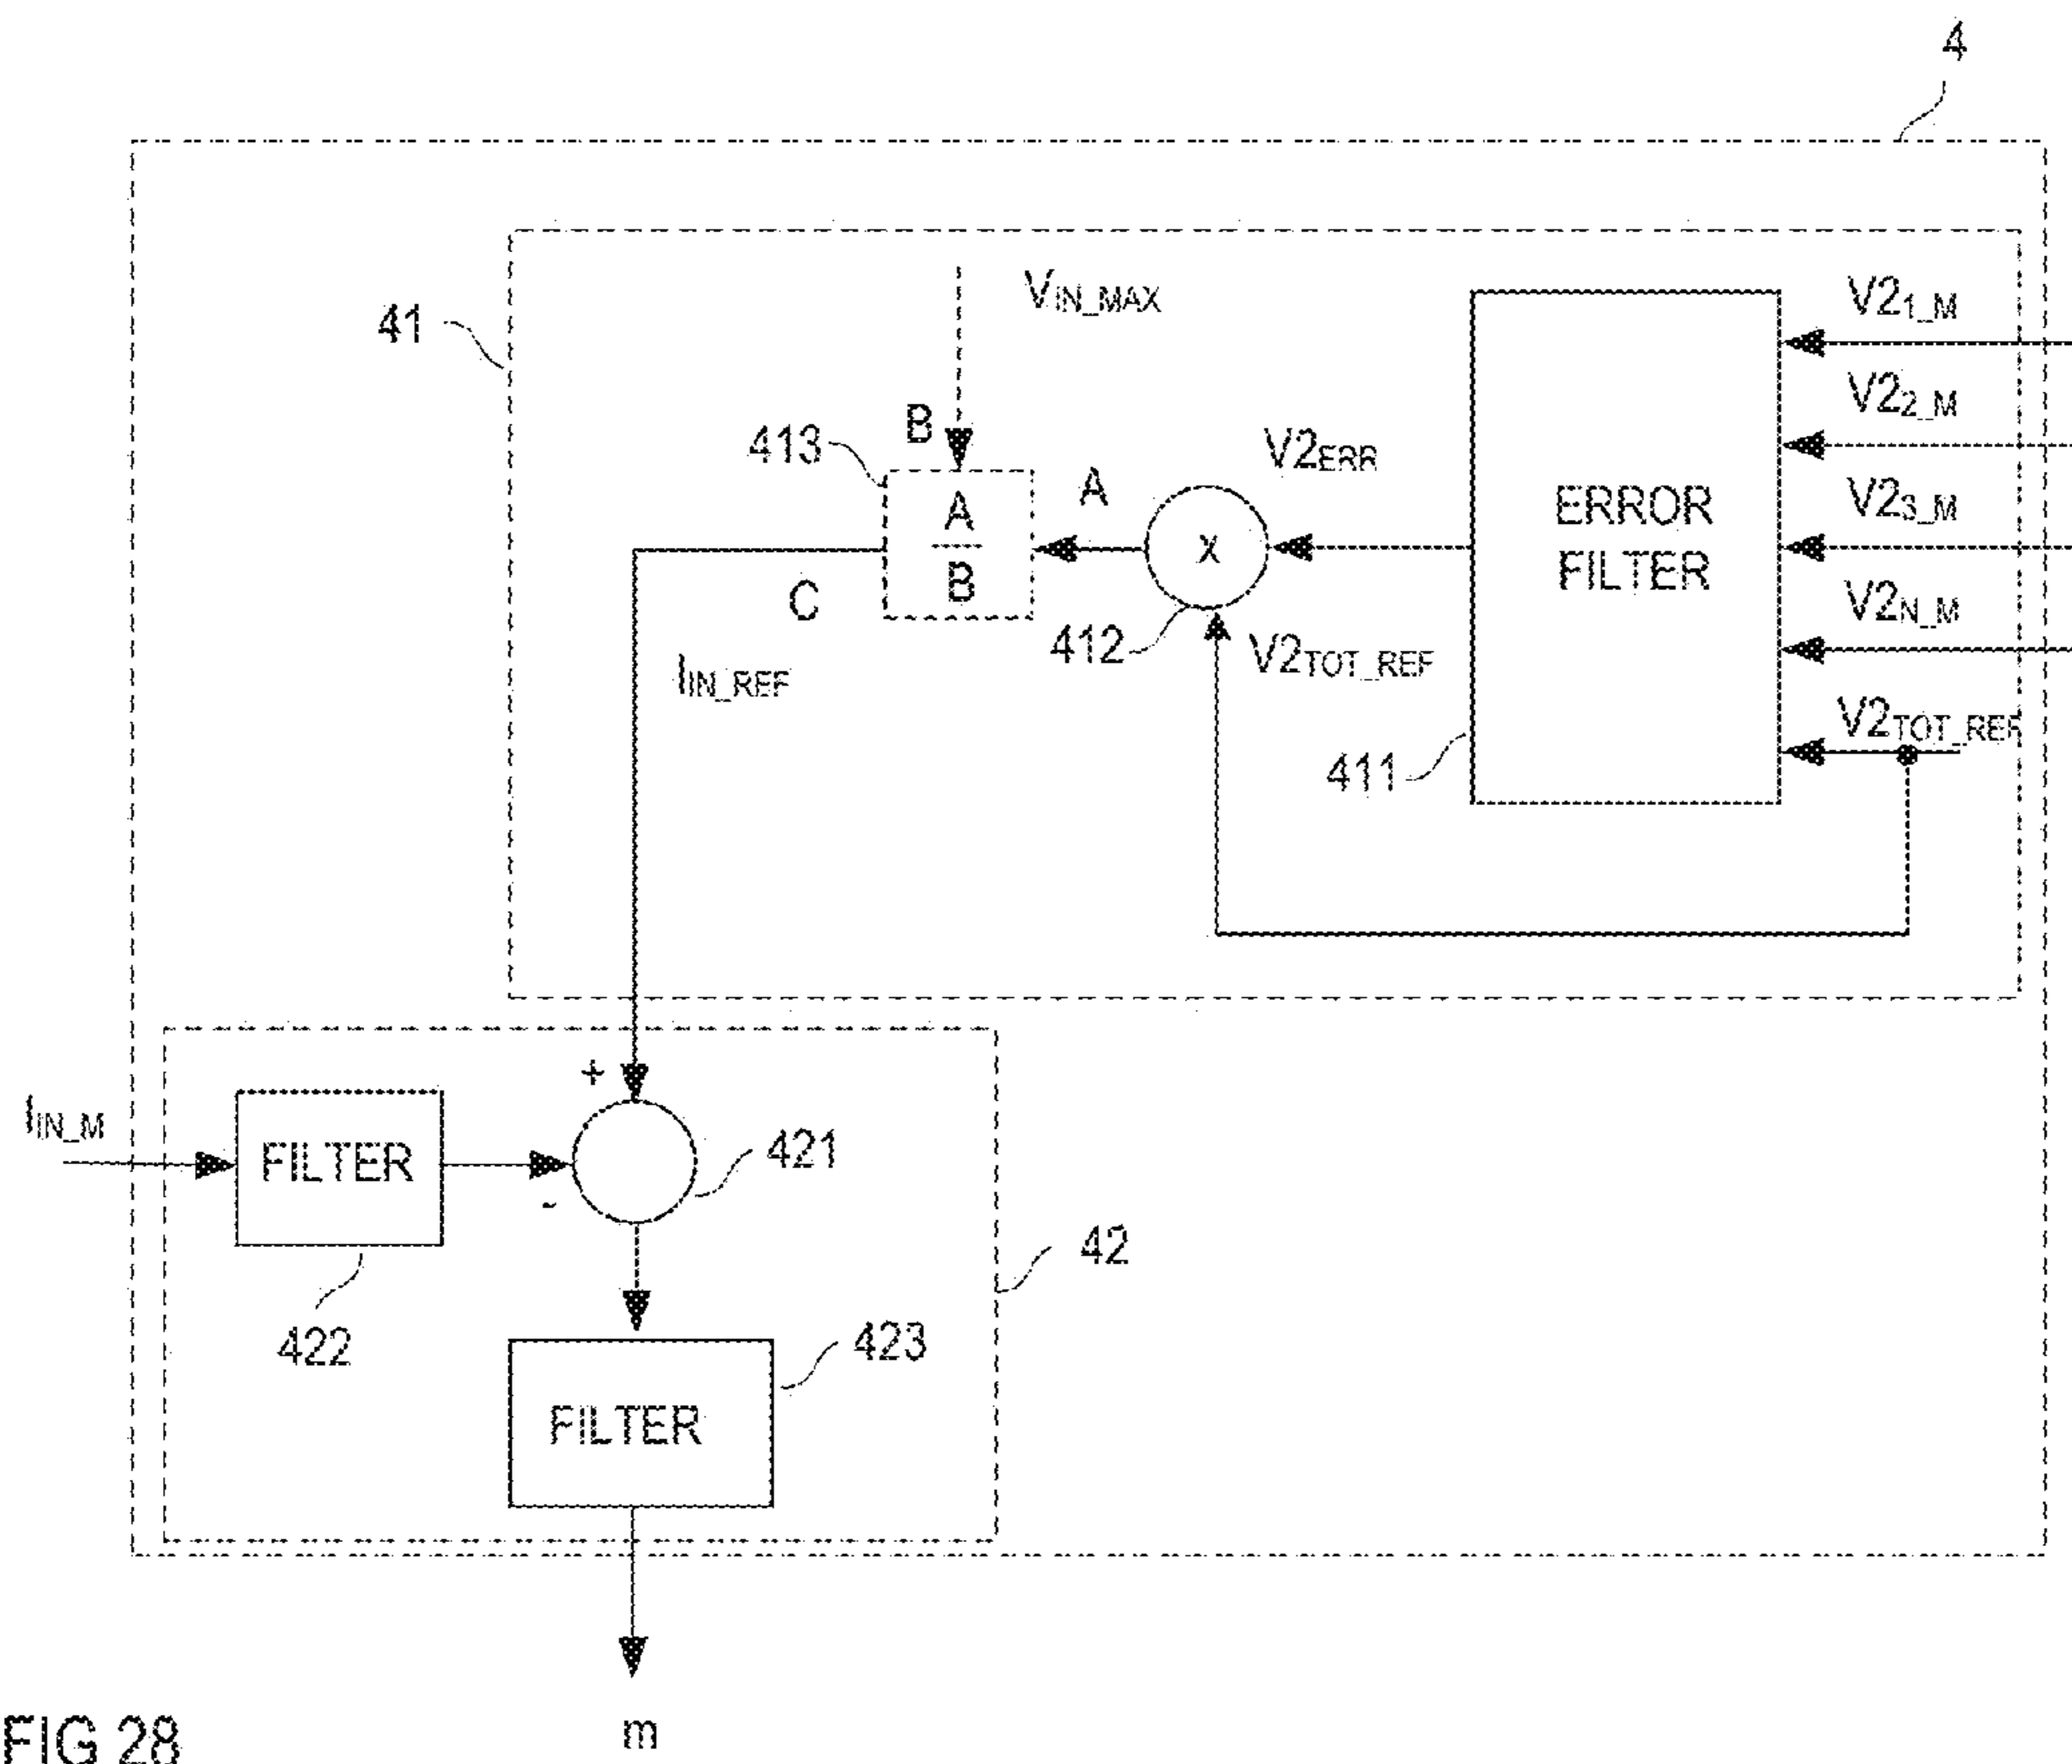 4
41
VIN_MAX
V21_M
V22_M
V23_M
V2N_M
V2TOT_REF
413
B
A
B
A
V2ERR
x
412
V2TOT_REF
ERROR
FILTER
411
C
IIN_REF
+
-
IIN_M
FILTER
421
422
42
423
FILTER
m
FIG 28